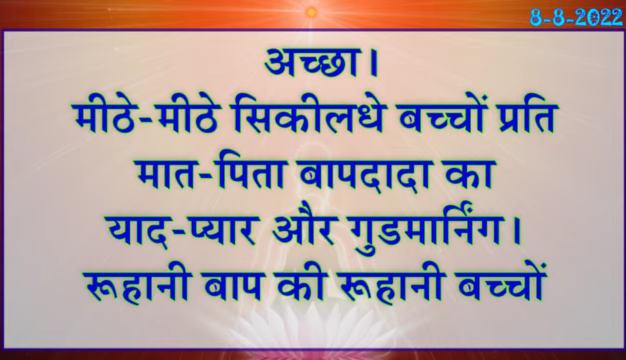 8-8-2022
अच्छा।
मीठे-मीठे सिकीलधे बच्चों प्रति
मात-पिता बापदादा का
याद-प्यार और गुडमार्निंग।
रूहानी बाप की रूहानी बच्चों